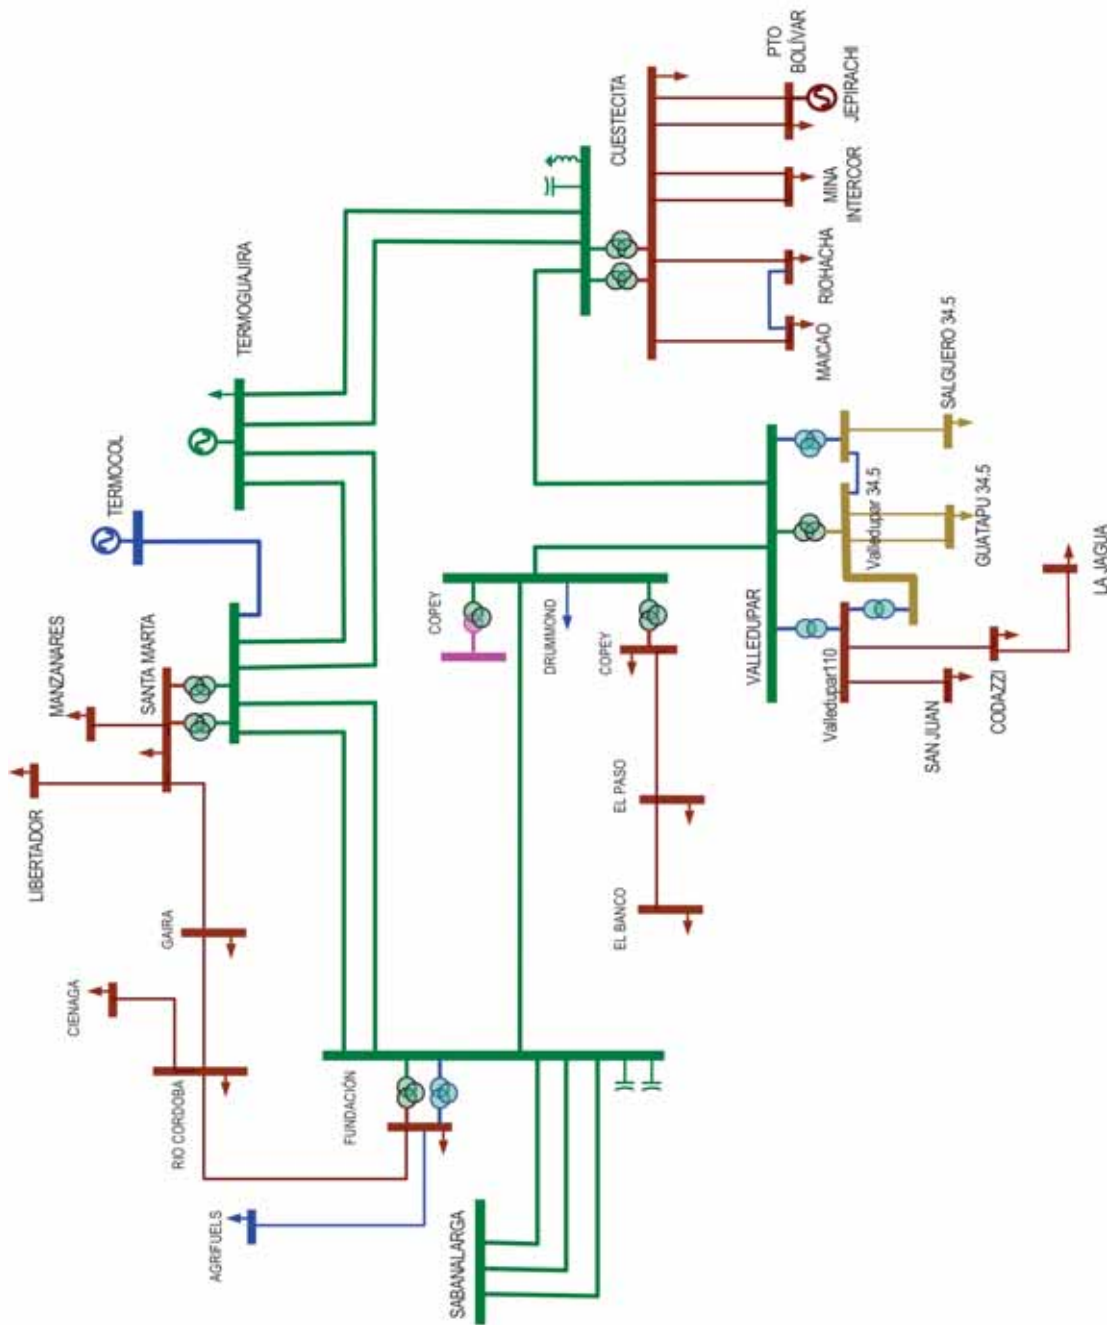 LIBERTADOR
MANZANARES
SANTA MARTA
TERMOCOL
TERMOGUAJIRA
CUESTECITA
PTO
BOLÍVAR
JEPIRACHI
MINA
INTERCOR
RIOHACHA
MAICAO
CIENAGA
GAIRA
RIO CORDOBA
FUNDACIÓN
AGRIFUELS
SABANALARGA
COPEY
DRUMMOND
COPEY
EL PASO
EL BANCO
VALLEDUPAR
Valledupar 34.5
SALGUERO 34.5
GUATAPU 34.5
Valledupar110
SAN JUAN
CODAZZI
LA JAGUA